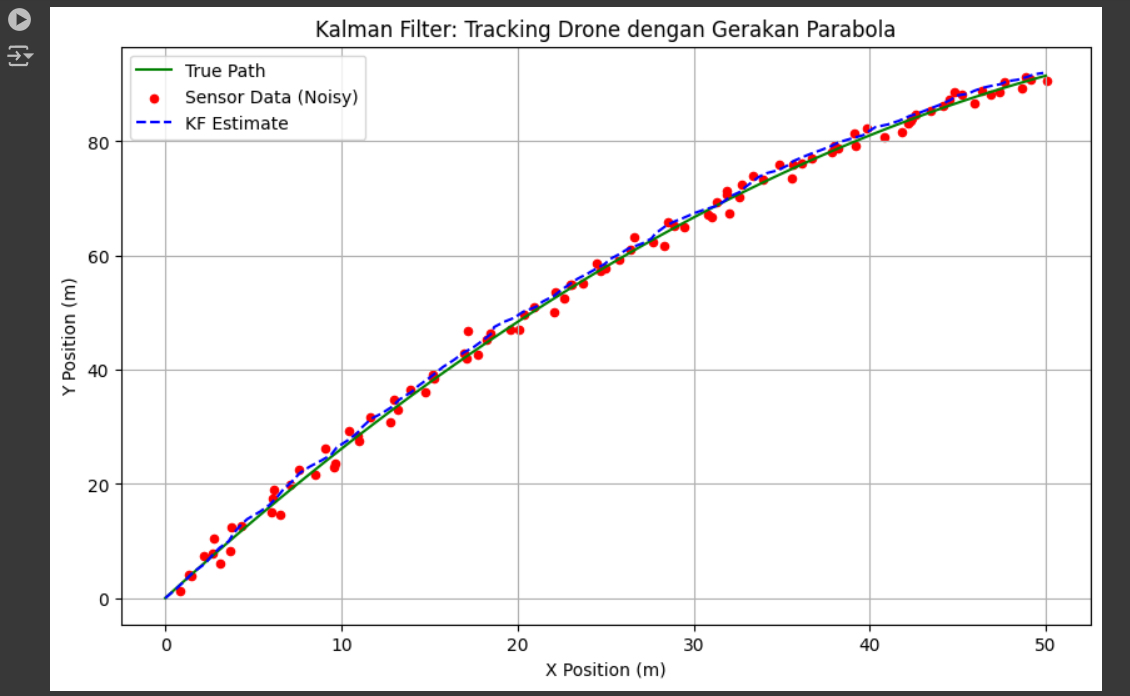 Kalman Filter: Tracking Drone dengan Gerakan Parabola
True Path
Sensor Data (Noisy)
KF Estimate
80
60
40
20
0
Y Position (m)
0 10 20 30 40 50
X Position (m)